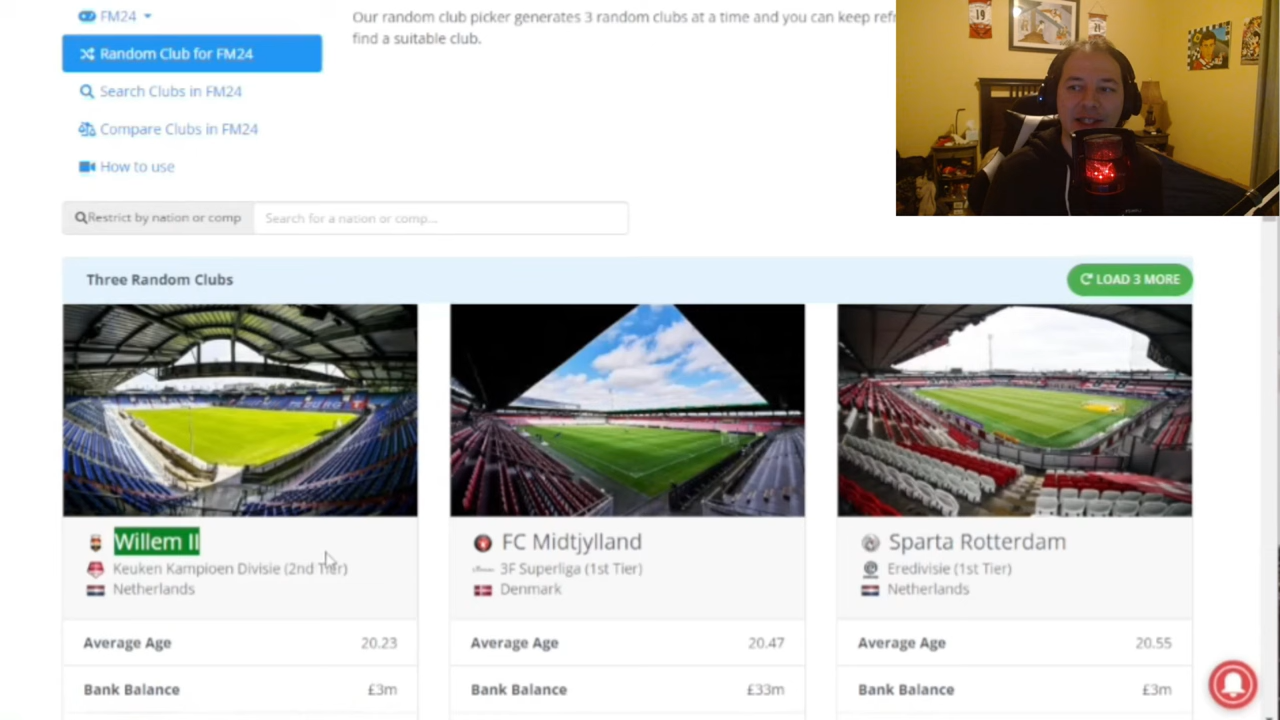 FM24
Our random club picker generates 3 random clubs at a time and you can keep
find a suitable club.
Random Club for FM24
Search Clubs in FM24
Compare Clubs in FM24
How to use
Restrict by nation or comp
Search for a nation or comp...
Three Random Clubs
LOAD 3 MORE
Willem II
Keuken Kampioen Divisie (2nd Tier)
Netherlands
Average Age 20.23
Bank Balance £3m
FC Midtjylland
3F Superliga (1st Tier)
Denmark
Average Age 20.47
Bank Balance £33m
Sparta Rotterdam
Eredivisie (1st Tier)
Netherlands
Average Age 20.55
Bank Balance £3m
19